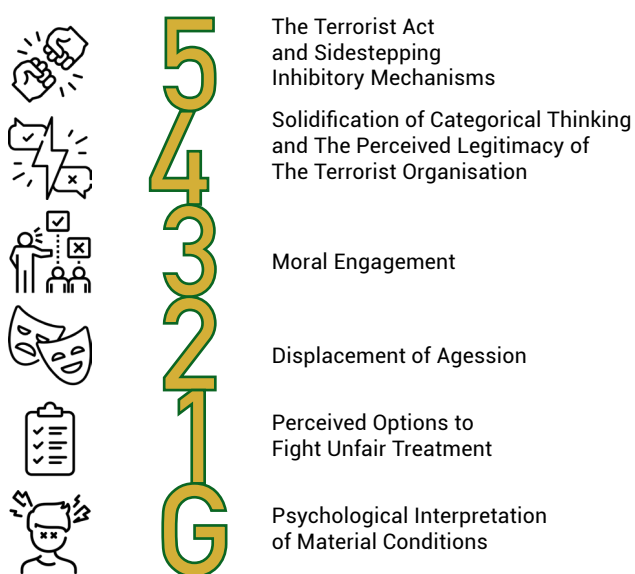 5
The Terrorist Act
and Sidestepping
Inhibitory Mechanisms
4
Solidification of Categorical Thinking
and The Perceived Legitimacy of
The Terrorist Organisation
3
Moral Engagement
2
Displacement of Agession
1
Perceived Options to
Fight Unfair Treatment
G
Psychological Interpretation
of Material Conditions